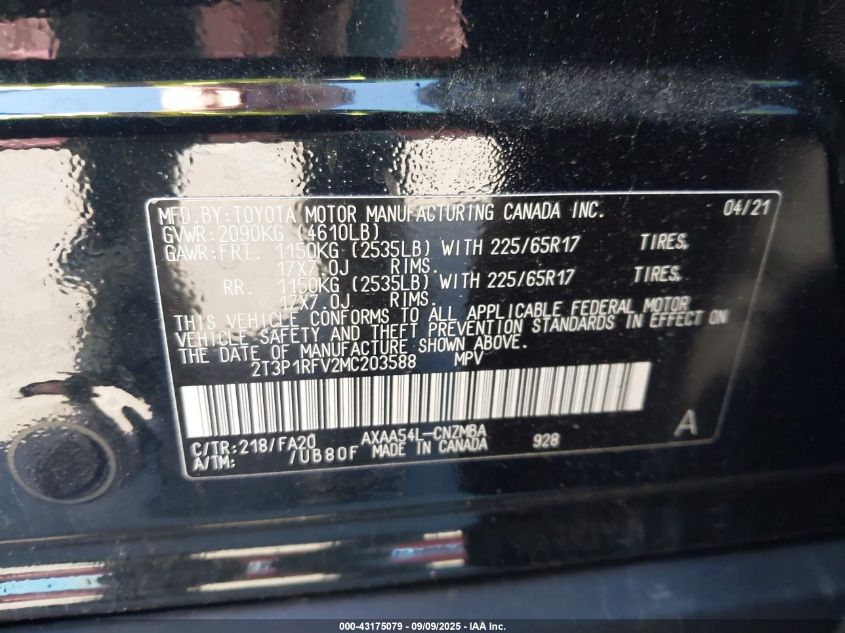 MFD.BY:TOYOTA MOTOR MANUFACTURING CANADA INC. 04/21
GVWR:2090KG (4610LB)
GAWR:FRT. 1150KG (2535LB) WITH 225/65R17 TIRES,
17X7.0J RIMS.
RR. 1150KG (2535LB) WITH 225/65R17 TIRES,
17X7.0J RIMS.
THIS VEHICLE CONFORMS TO ALL APPLICABLE FEDERAL MOTOR
VEHICLE SAFETY AND THEFT PREVENTION STANDARDS IN EFFECT ON
THE DATE OF MANUFACTURE SHOWN ABOVE.
2T3P1RFV2MC203588 MPV
C/TR:218/FA20 AXAA54L-CNZMBA 928 A
A/TM: /UB80F MADE IN CANADA
000-43175079 - 09/09/2025 - IAA Inc.